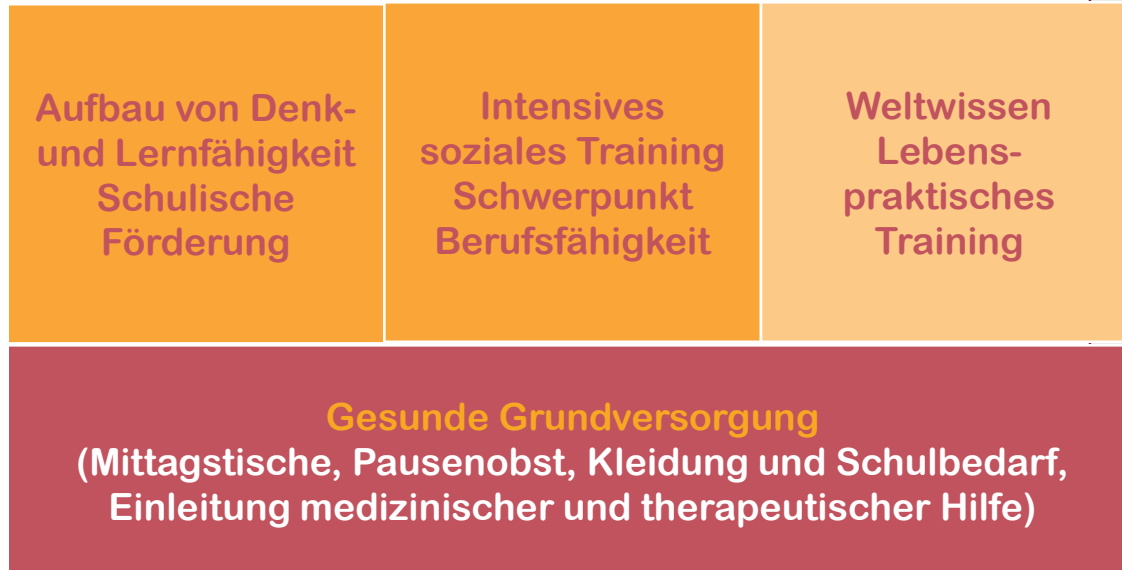 Aufbau von Denk-
und Lernfähigkeit
Schulische
Förderung
Intensives
soziales Training
Schwerpunkt
Berufsfähigkeit
Weltwissen
Lebens-
praktisches
Training
Gesunde Grundversorgung
(Mittagstische, Pausenobst, Kleidung und Schulbedarf,
Einleitung medizinischer und therapeutischer Hilfe)